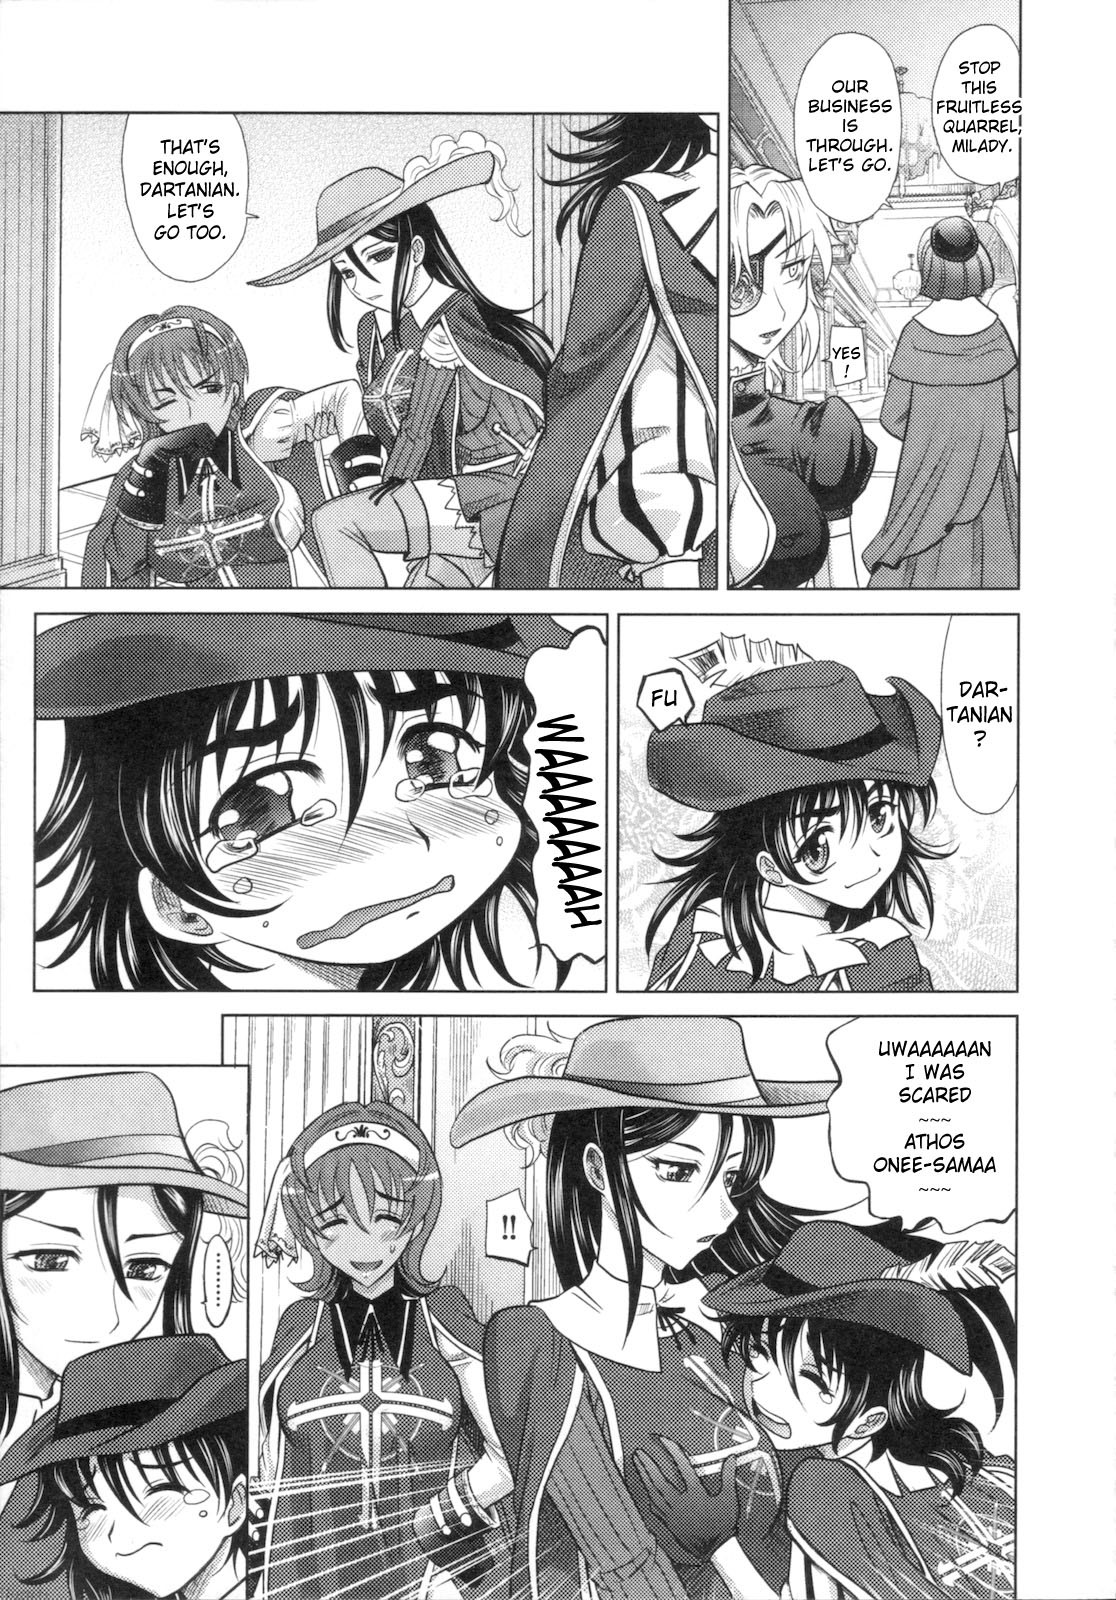 STOP
THIS
FRUITLESS
QUARREL,
MILADY.
OUR
BUSINESS
IS
THROUGH.
LET'S GO.
YES
!
THAT'S
ENOUGH,
DARTANIAN.
LET'S
GO TOO.
DAR-
TANIAN
?
FU
WAAAAAAAH
UWAAAAAAN
I WAS
SCARED
~~~
ATHOS
ONEE-SAMAA
~~~
!!
........